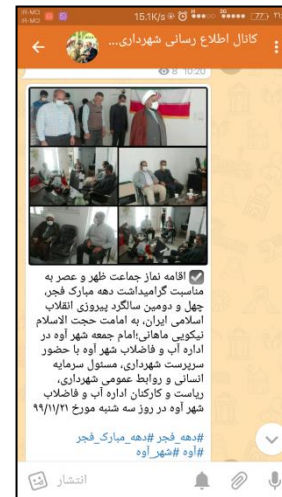 15.1K/s
77
کانال اطلاع رسانی شهرداری...
8 10:20
اقامه نماز جماعت ظهر و عصر به
مناسبت گرامیداشت دهه مبارک فجر،
چهل و دومین سالگرد پیروزی انقلاب
اسلامی ایران، به امامت حجت الاسلام
نیکویی ماهانی؛امام جمعه شهر آوه در
اداره آب و فاضلاب شهر آوه با حضور
سرپرست شهرداری، مسئول سرمایه
انسانی و روابط عمومی شهرداری،
ریاست و کارکنان اداره آب و فاضلاب
شهر آوه در روز سه شنبه مورخ ۹۹/۱۱/۲۱
#دهه_فجر #دهه_مبارک_فجر
#آوه #شهر_آوه
انتشار